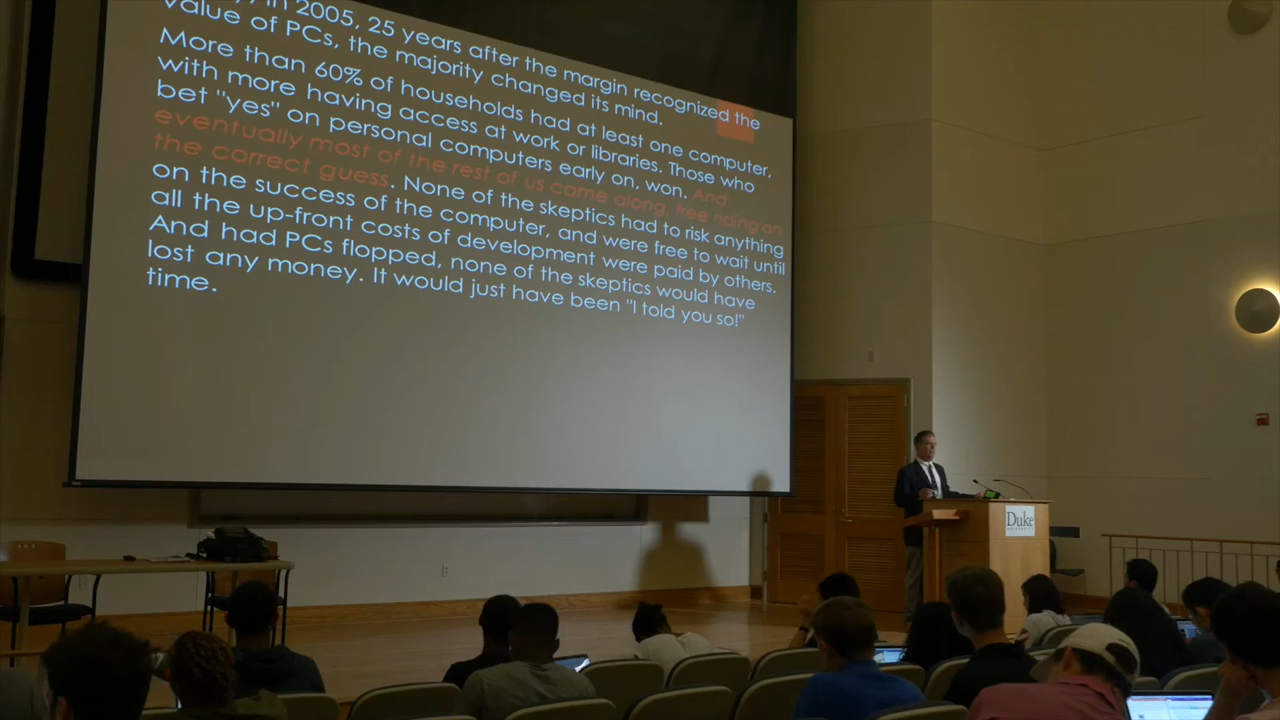 in 2005, 25 years after the margin recognized the
value of PCs, the majority changed its mind.
More than 60% of households had at least one computer,
with more having access at work or libraries. Those who
bet "yes" on personal computers early on, won. And
eventually most of the rest of us came along, free riding on
the correct guess. None of the skeptics had to risk anything
on the success of the computer, and were free to wait until
all the up-front costs of development were paid by others.
And had PCs flopped, none of the skeptics would have
lost any money. It would just have been "I told you so!"
time.
Duke
UNIVERSITY